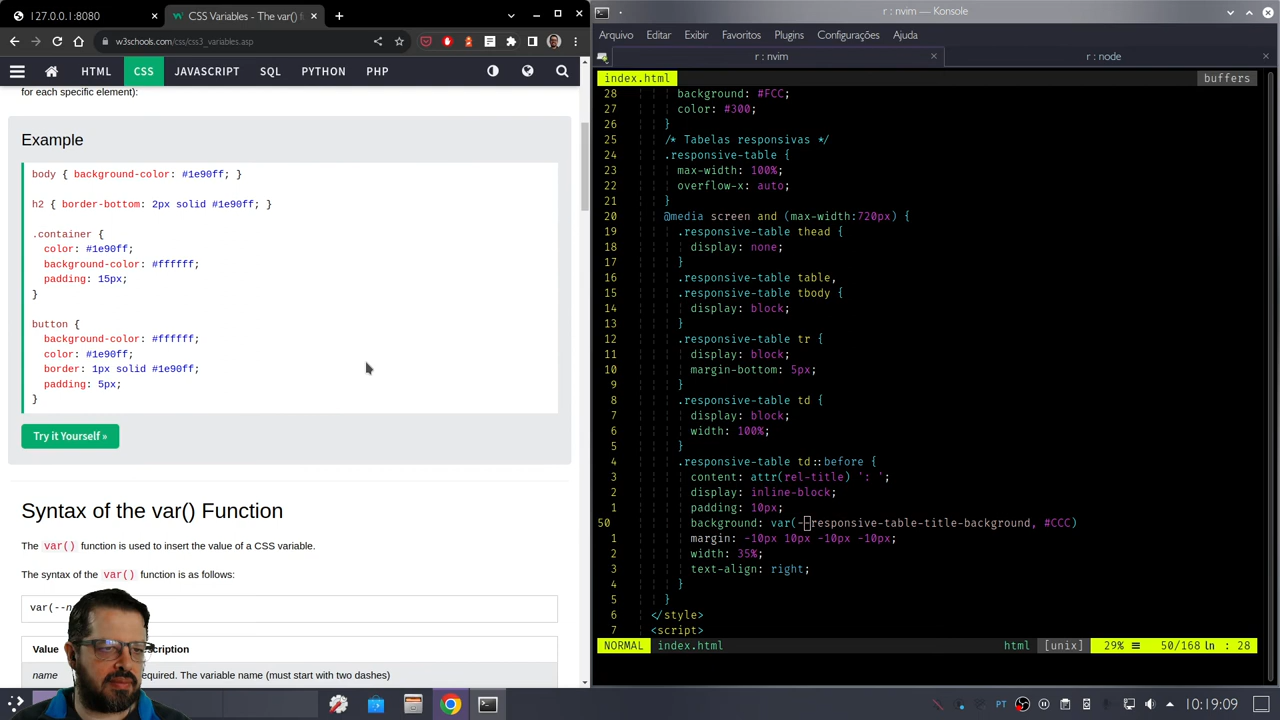 127.0.0.1:8080
CSS Variables - The var() f
w3schools.com/css/css3_variables.asp
HTML CSS JAVASCRIPT SQL PYTHON PHP
for each specific element):
Example
body { background-color: #1e90ff; }
h2 { border-bottom: 2px solid #1e90ff; }
.container {
color: #1e90ff;
background-color: #ffffff;
padding: 15px;
}
button {
background-color: #ffffff;
color: #1e90ff;
border: 1px solid #1e90ff;
padding: 5px;
}
Try it Yourself »
Syntax of the var() Function
The var() function is used to insert the value of a CSS variable.
The syntax of the var() function is as follows:
Value
name
equired. The variable name (must start with two dashes)
r : nvim — Konsole
Arquivo Editar Exibir Favoritos Plugins Configurações Ajuda
r : nvim
r : node
index.html buffers
28 background: #FCC;
27 color: #300;
26 }
25 /* Tabelas responsivas */
24 .responsive-table {
23 max-width: 100%;
22 overflow-x: auto;
21 }
20 @media screen and (max-width:720px) {
19 .responsive-table thead {
18 display: none;
17 }
16 .responsive-table table,
15 .responsive-table tbody {
14 display: block;
13 }
12 .responsive-table tr {
11 display: block;
10 margin-bottom: 5px;
9 }
8 .responsive-table td {
7 display: block;
6 width: 100%;
5 }
4 .responsive-table td::before {
3 content: attr(rel-title) ': ';
2 display: inline-block;
1 padding: 10px;
50 background: var(--responsive-table-title-background, #CCC)
1 margin: -10px 10px -10px -10px;
2 width: 35%;
3 text-align: right;
4 }
5 }
6 </style>
7 <script>
NORMAL index.html html [unix] 29% 50/168 ln : 28
PT 10:19:09